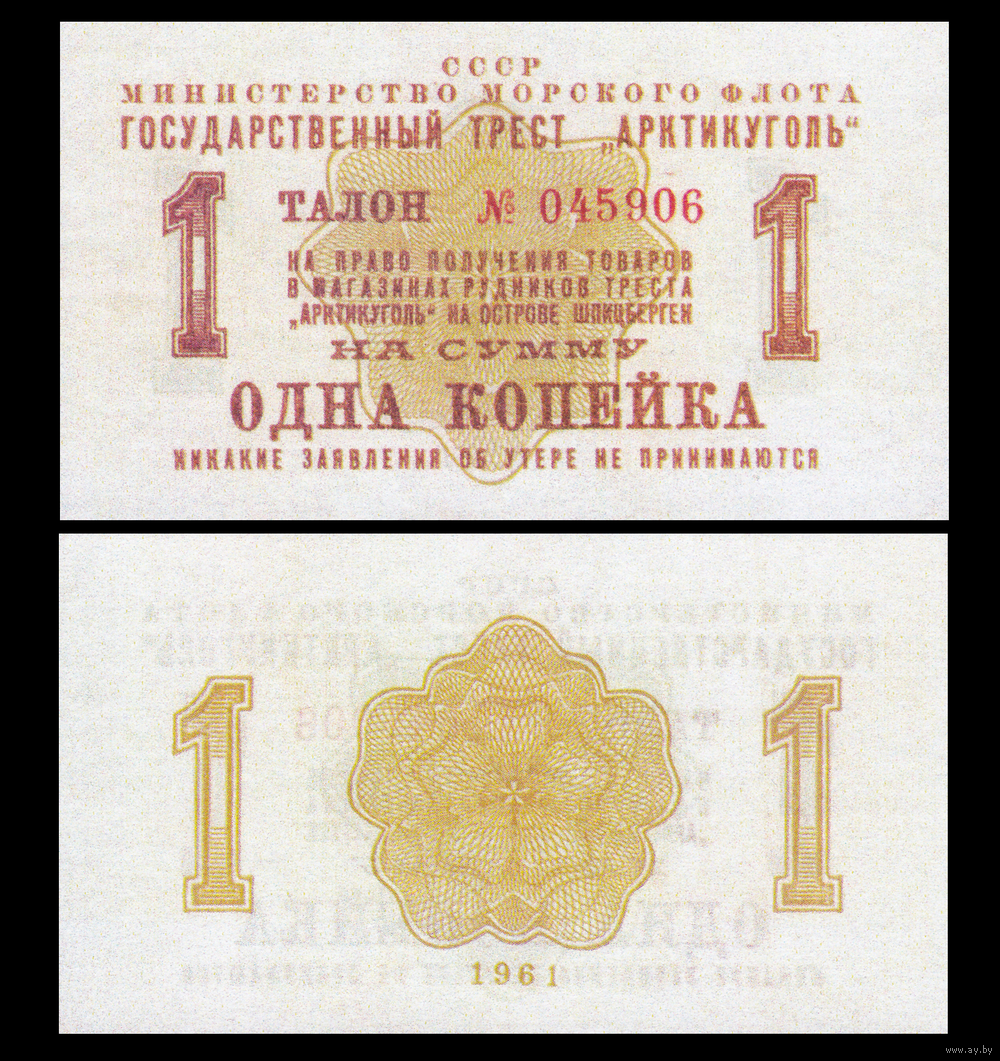 СССР
МИНИСТЕРСТВО МОРСКОГО ФЛОТА
ГОСУДАРСТВЕННЫЙ ТРЕСТ „АРКТИКУГОЛЬ“
1 ТАЛОН № 045906 1
НА ПРАВО ПОЛУЧЕНИЯ ТОВАРОВ
В МАГАЗИНАХ РУДНИКОВ ТРЕСТА
„АРКТИКУГОЛЬ“ НА ОСТРОВЕ ШПИЦБЕРГЕН
НА СУММУ
ОДНА КОПЕЙКА
НИКАКИЕ ЗАЯВЛЕНИЯ ОБ УТЕРЕ НЕ ПРИНИМАЮТСЯ
1 1
1961
www.ay.by